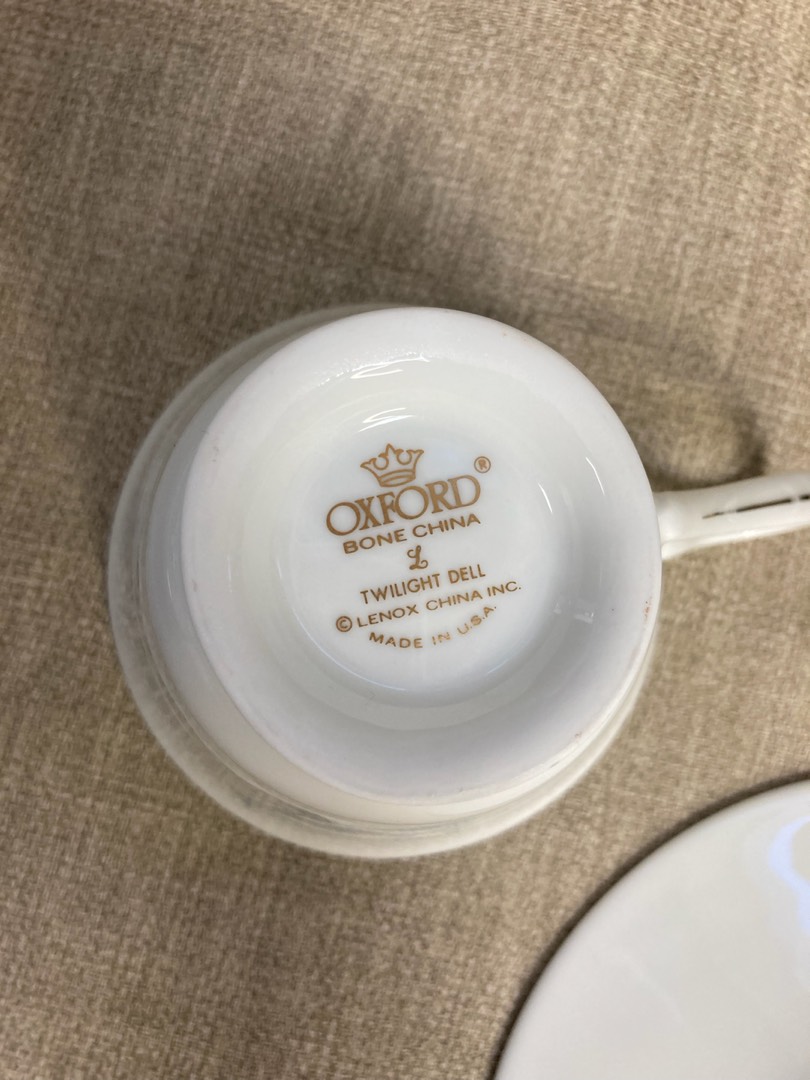 OXFORD®
BONE CHINA
L
TWILIGHT DELL
© LENOX CHINA INC.
MADE IN U.S.A.